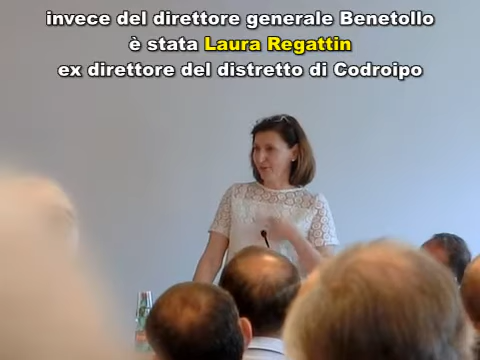 invece del direttore generale Benetollo
è stata Laura Regattin
ex direttore del distretto di Codroipo